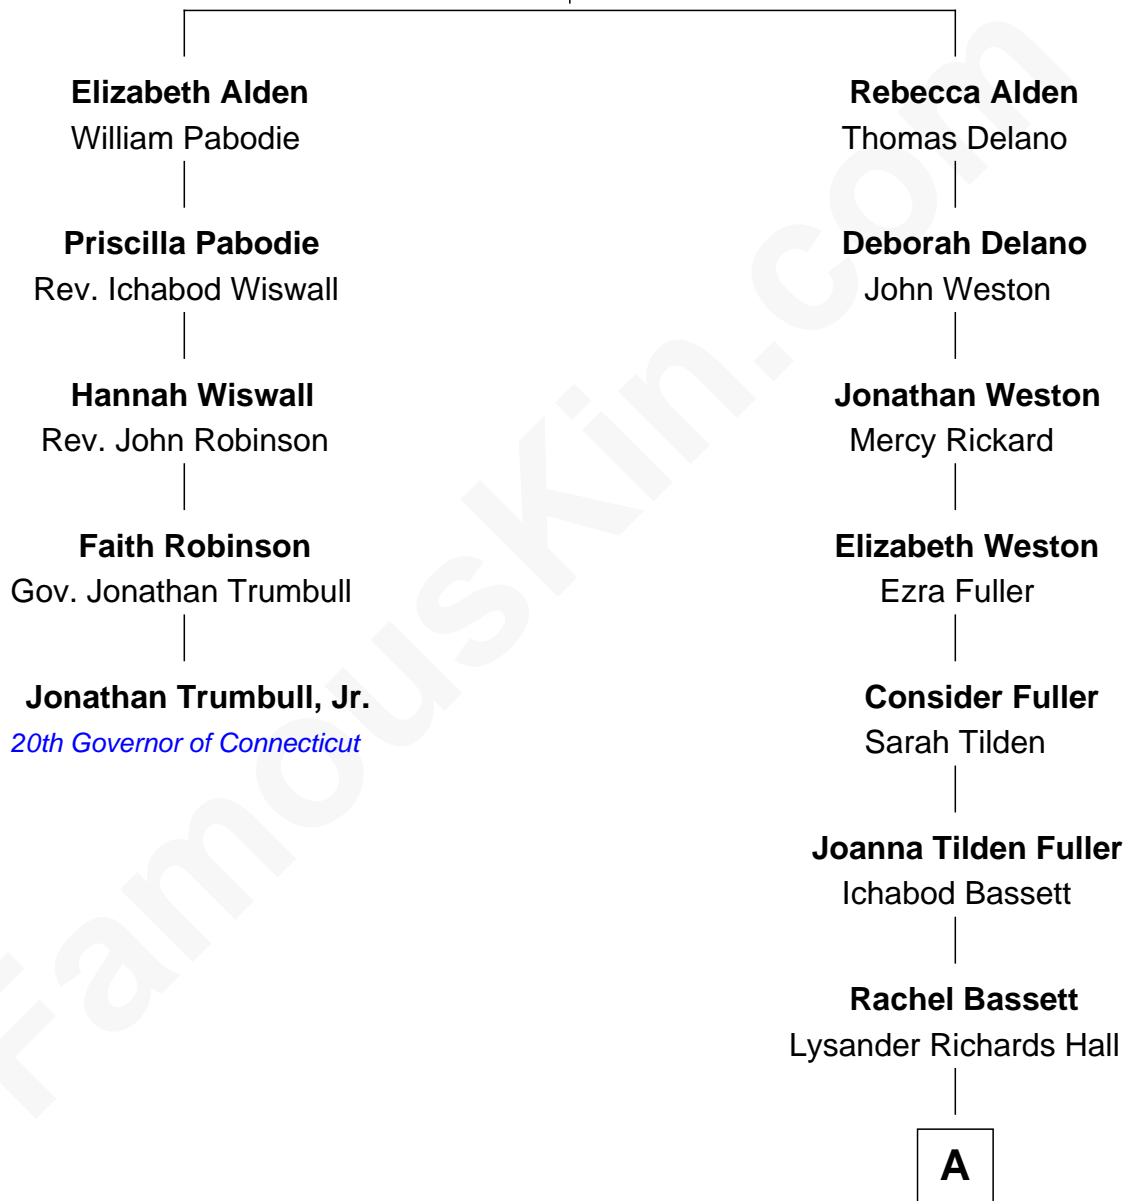 Elizabeth Alden
William Pabodie
Priscilla Pabodie
Rev. Ichabod Wiswall
Hannah Wiswall
Rev. John Robinson
Faith Robinson
Gov. Jonathan Trumbull
Jonathan Trumbull, Jr.
20th Governor of Connecticut
Rebecca Alden
Thomas Delano
Deborah Delano
John Weston
Jonathan Weston
Mercy Rickard
Elizabeth Weston
Ezra Fuller
Consider Fuller
Sarah Tilden
Joanna Tilden Fuller
Ichabod Bassett
Rachel Bassett
Lysander Richards Hall
A
FamousKin.com